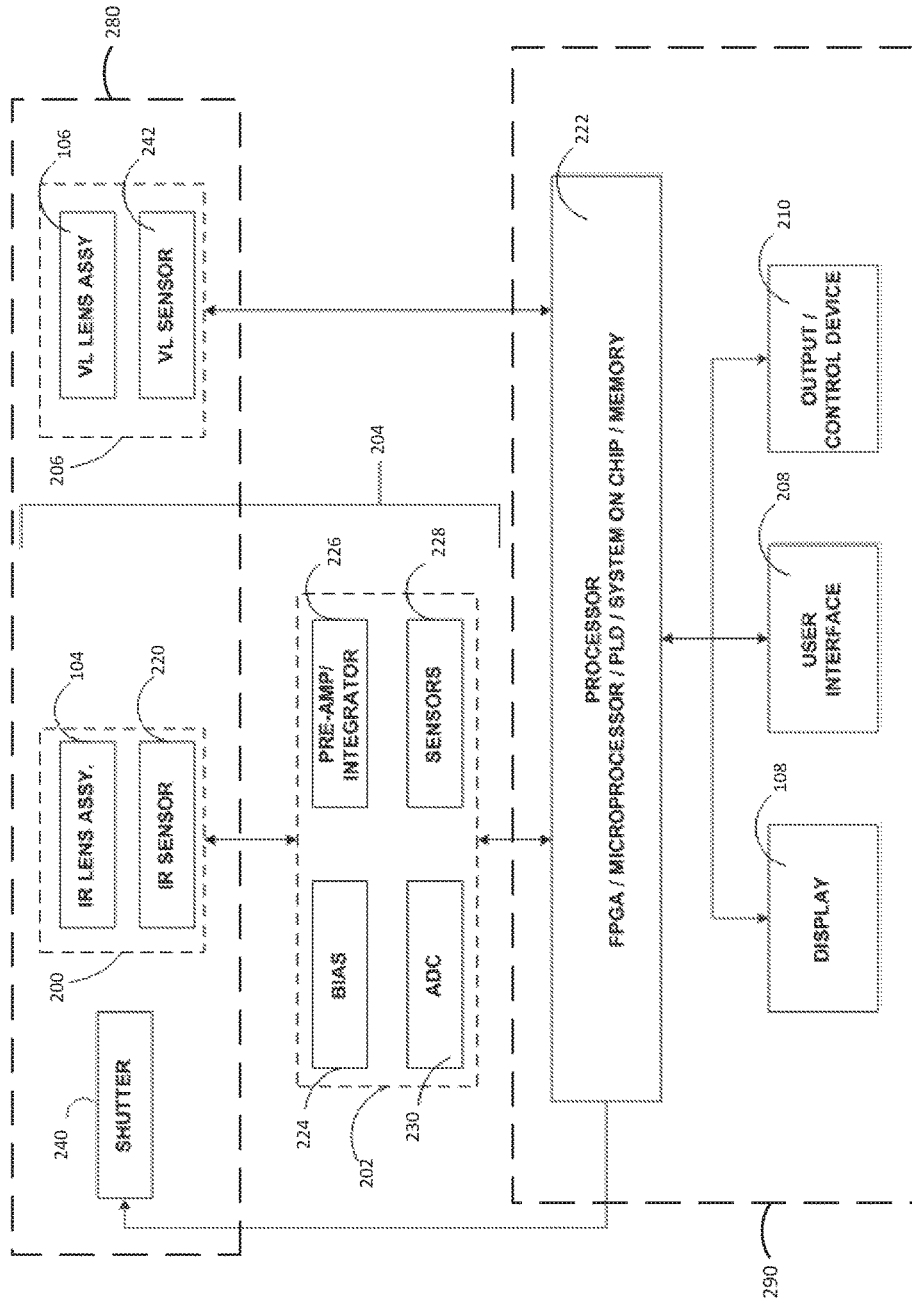 280
240
SHUTTER
200
104
220
IR LENS ASSY.
IR SENSOR
206
106
242
VL LENS ASSY
VL SENSOR
204
202
224
BIAS
226
PRE-AMP/
INTEGRATOR
230
ADC
228
SENSORS
290
222
PROCESSOR
FPGA / MICROPROCESSOR / PLD / SYSTEM ON CHIP / MEMORY
108
DISPLAY
208
USER
INTERFACE
210
OUTPUT /
CONTROL DEVICE